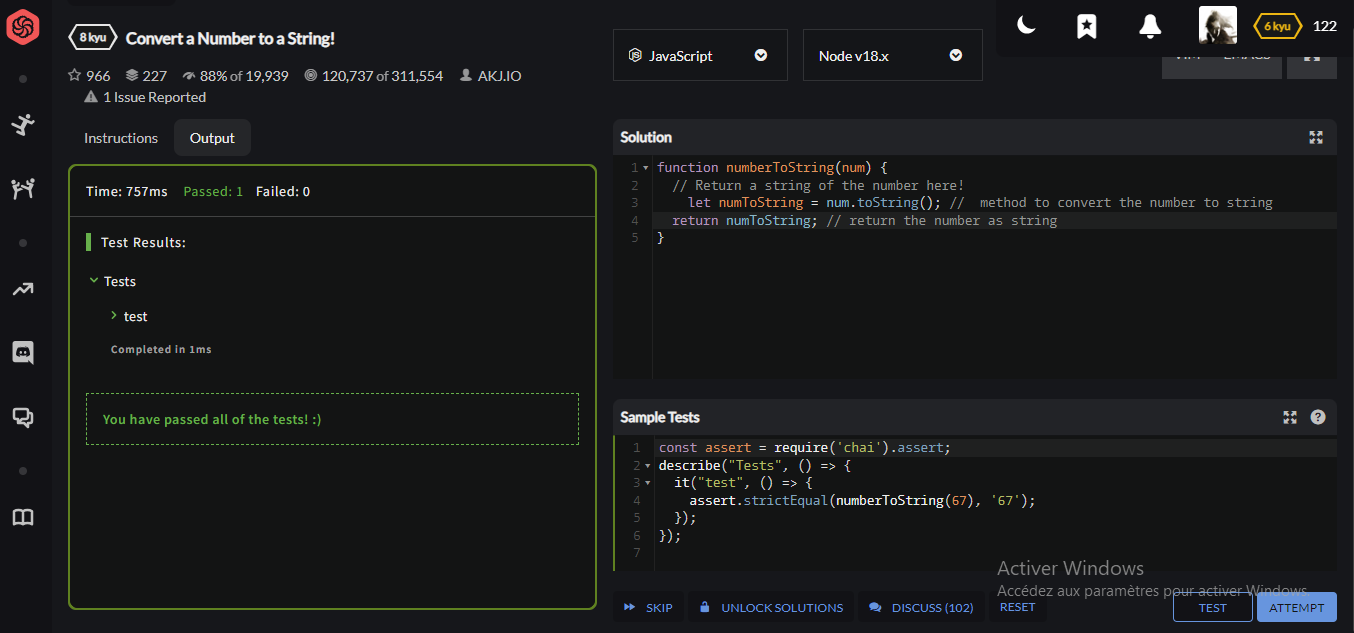 8 kyu Convert a Number to a String!
966 227 88% of 19,939 120,737 of 311,554 AKJ.IO
1 Issue Reported
Instructions Output
Time: 757ms Passed: 1 Failed: 0
Test Results:
Tests
test
Completed in 1ms
You have passed all of the tests! :)
JavaScript Node v18.x
6 kyu 122
VIM EMACS
Solution
1 function numberToString(num) {
2 // Return a string of the number here!
3 let numToString = num.toString(); // method to convert the number to string
4 return numToString; // return the number as string
5 }
Sample Tests
1 const assert = require('chai').assert;
2 describe("Tests", () => {
3 it("test", () => {
4 assert.strictEqual(numberToString(67), '67');
5 });
6 });
7
Activer Windows
Accédez aux paramètres pour activer Windows.
SKIP UNLOCK SOLUTIONS DISCUSS (102) RESET TEST ATTEMPT